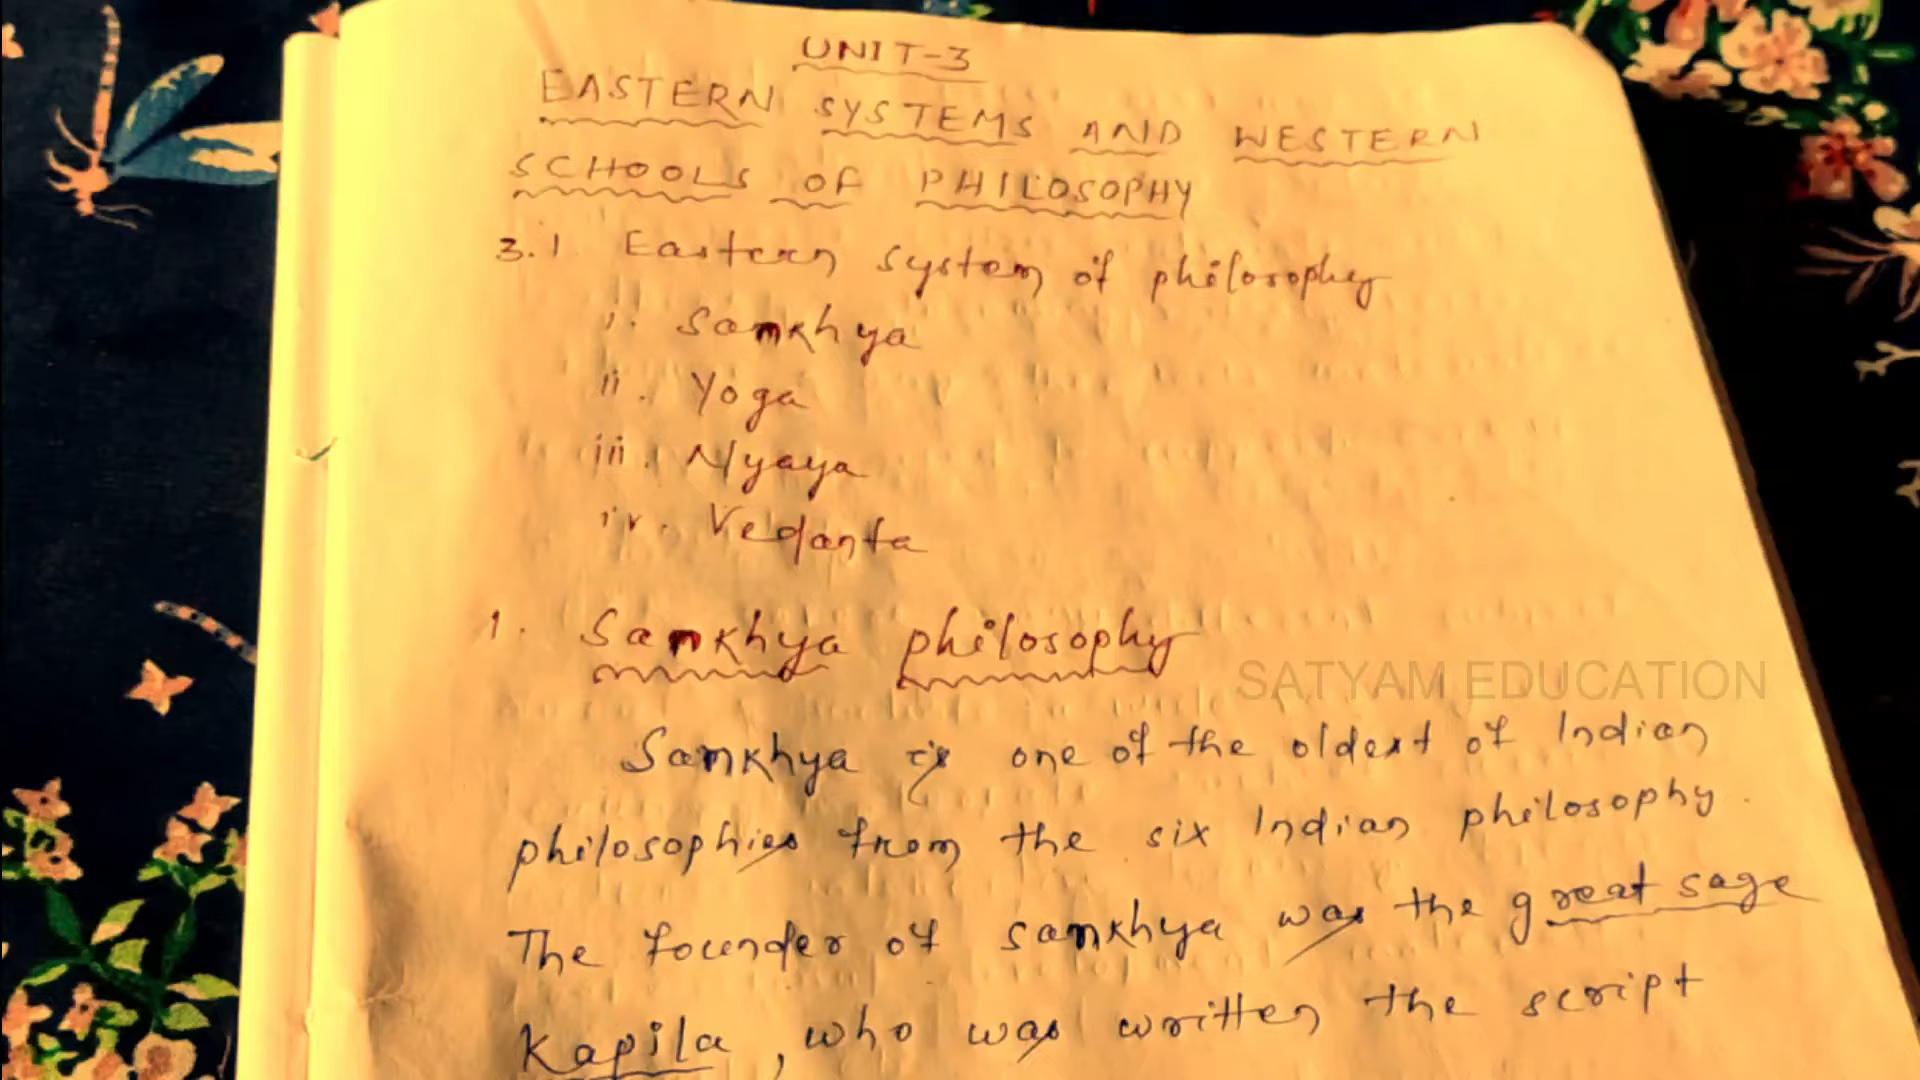 UNIT-3
EASTERN SYSTEMS AND WESTERN
SCHOOLS OF PHILOSOPHY
3.1. Eastern system of philosophy
i. Samkhya
ii. Yoga
iii. Nyaya
iv. Vedanta
1. Samkhya philosophy
SATYAM EDUCATION
Samkhya is one of the oldest of Indian
philosophies from the six Indian philosophy.
The founder of samkhya was the great sage
Kapila, who was written the script